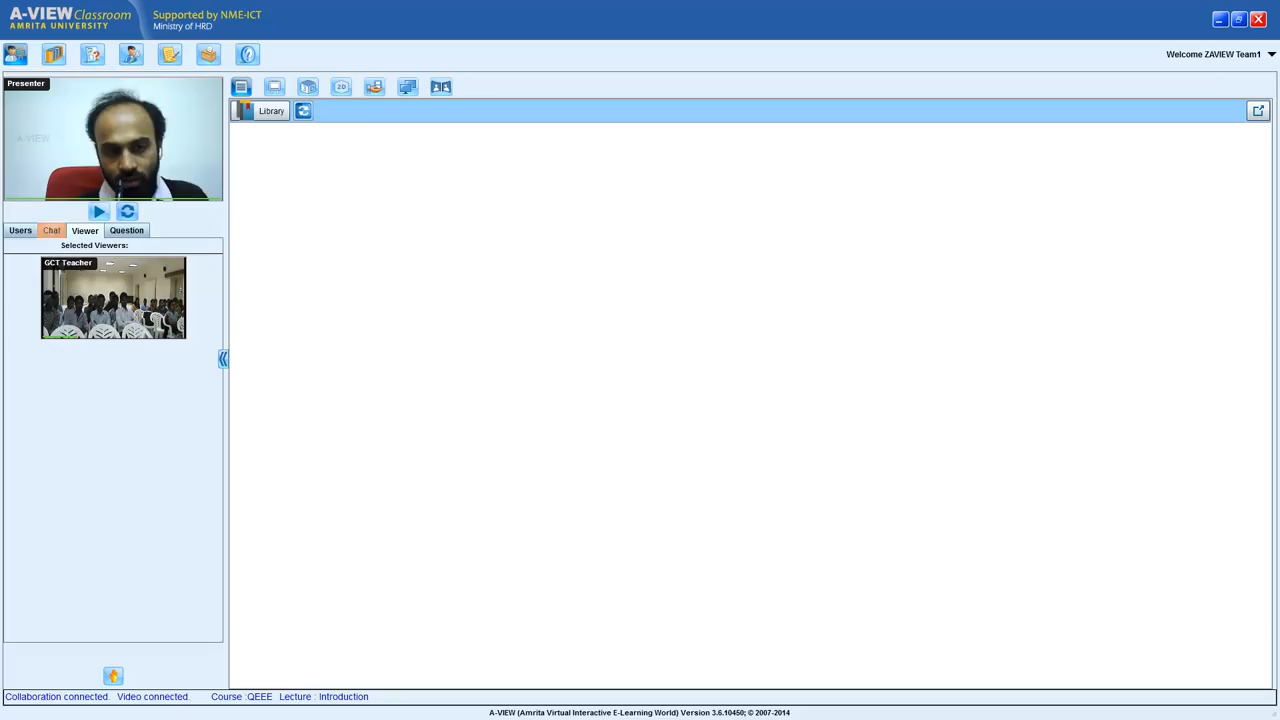 A-VIEW Classroom
AMRITA UNIVERSITY
Supported by NME-ICT
Ministry of HRD
Welcome ZAVIEW Team1
Presenter
A-VIEW
2D
Library
Users
Chat
Viewer
Question
Selected Viewers:
GCT Teacher
Collaboration connected. Video connected. Course :QEEE Lecture : Introduction
A-VIEW (Amrita Virtual Interactive E-Learning World) Version 3.6.10450; © 2007-2014